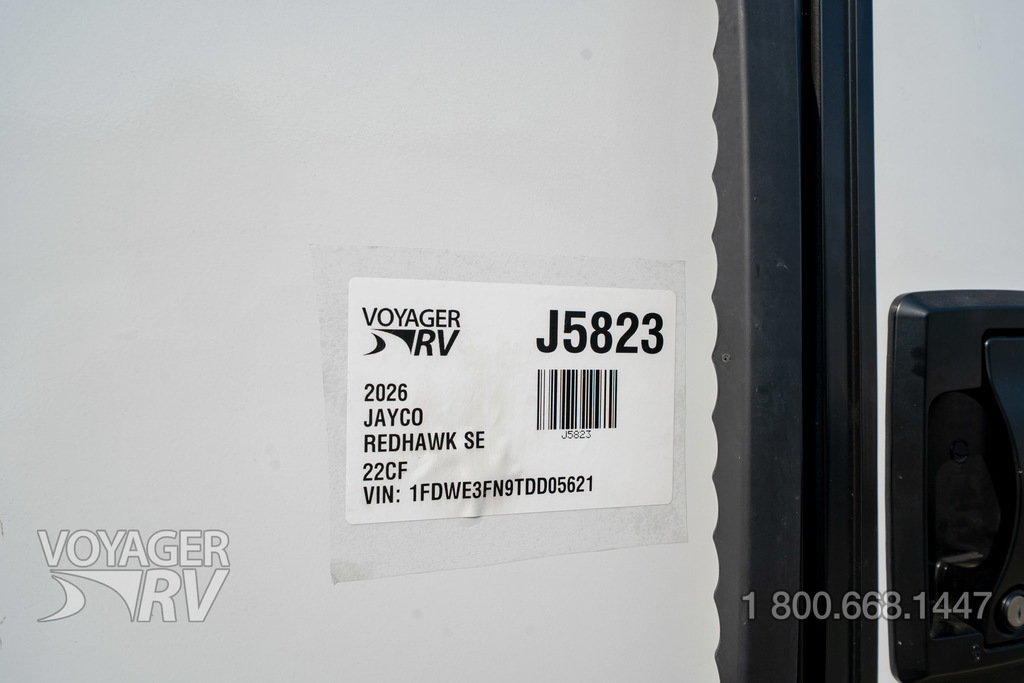 VOYAGER
RV
J5823
J5823
2026
JAYCO
REDHAWK SE
22CF
VIN: 1FDWE3FN9TDD05621
VOYAGER
RV
1 800.668.1447